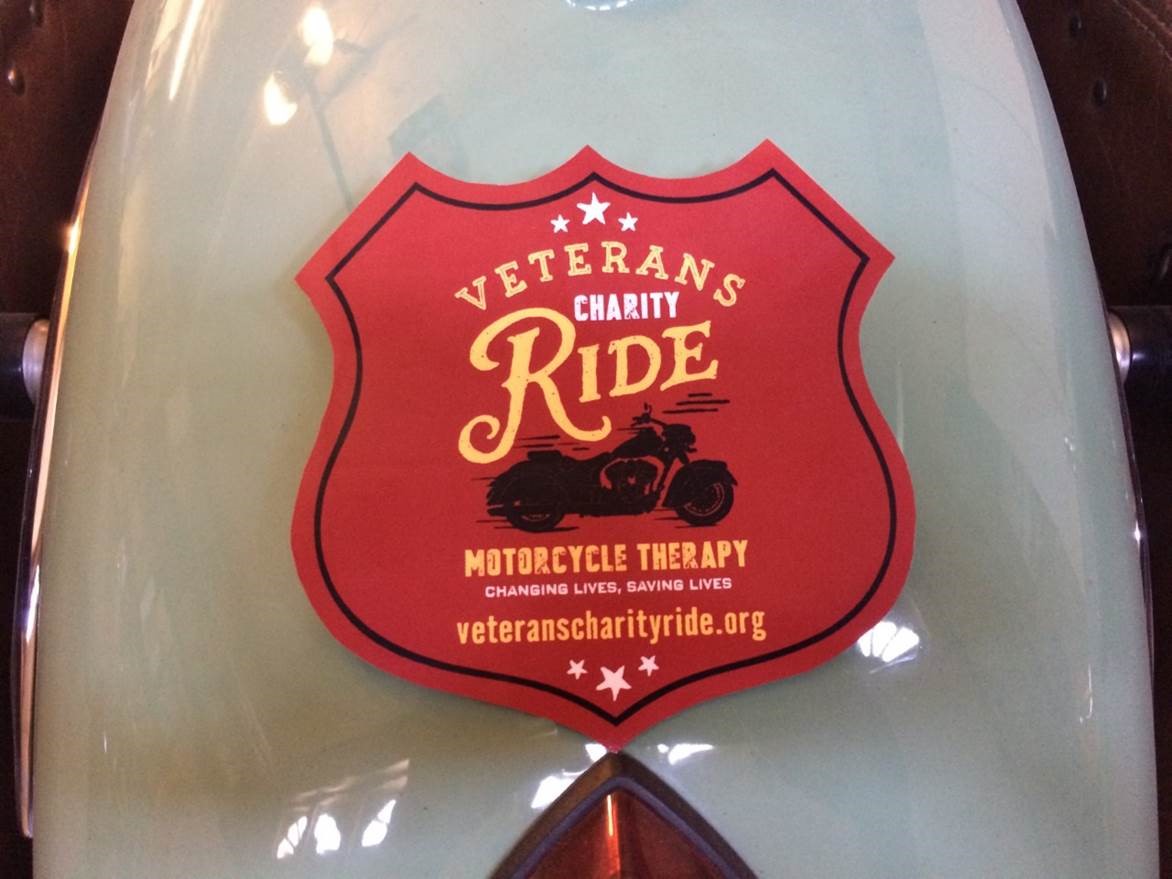 VETERANS
CHARITY
RIDE
MOTORCYCLE THERAPY
CHANGING LIVES, SAVING LIVES
veteranscharityride.org